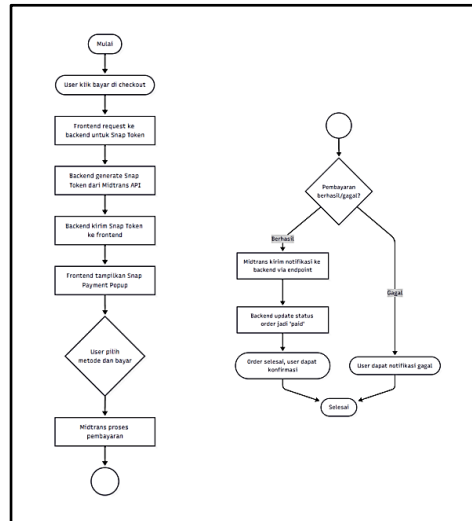 Mulai
User klik bayar di checkout
Frontend request ke
backend untuk Snap Token
Backend generate Snap
Token dari Midtrans API
Backend kirim Snap Token
ke frontend
Frontend tampilkan Snap
Payment Popup
User pilih
metode dan bayar
Midtrans proses
pembayaran
Pembayaran
berhasil/gagal?
Berhasil
Midtrans kirim notifikasi ke
backend via endpoint
Backend update status
order jadi 'paid'
Order selesai, user dapat
konfirmasi
Gagal
User dapat notifikasi gagal
Selesai